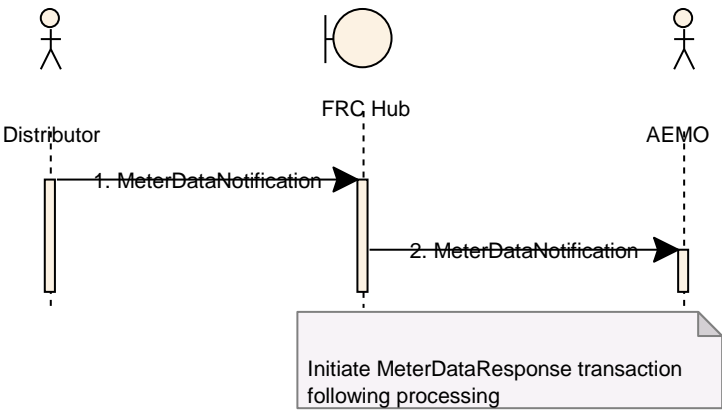 FRC Hub
Distributor
AEMO
1. MeterDataNotification
2. MeterDataNotification
Initiate MeterDataResponse transaction
following processing